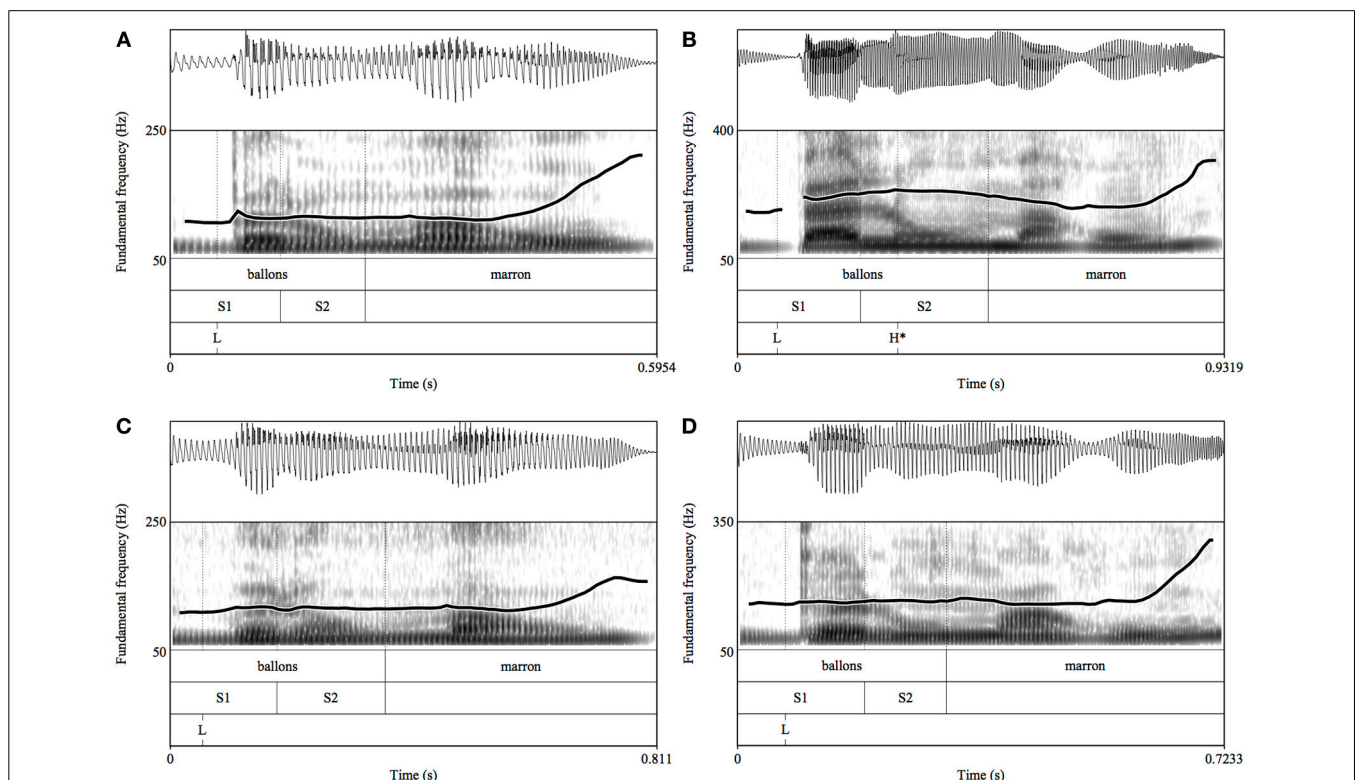 A
Fundamental frequency (Hz)
250
50
ballons marron
S1 S2
L
0 0.5954
Time (s)
B
Fundamental frequency (Hz)
400
50
ballons marron
S1 S2
L H*
0 0.9319
Time (s)
C
Fundamental frequency (Hz)
250
50
ballons marron
S1 S2
L
0 0.811
Time (s)
D
Fundamental frequency (Hz)
350
50
ballons marron
S1 S2
L
0 0.7233
Time (s)